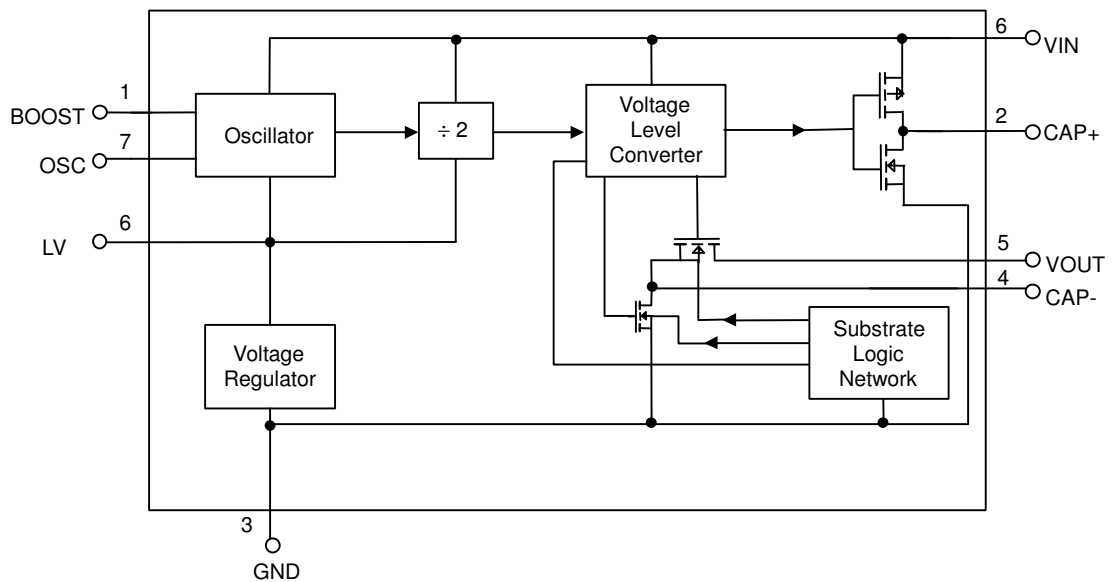 6
VIN
1
BOOST
Oscillator
÷ 2
Voltage
Level
Converter
2
CAP+
7
OSC
6
LV
5
VOUT
4
CAP-
Voltage
Regulator
Substrate
Logic
Network
3
GND